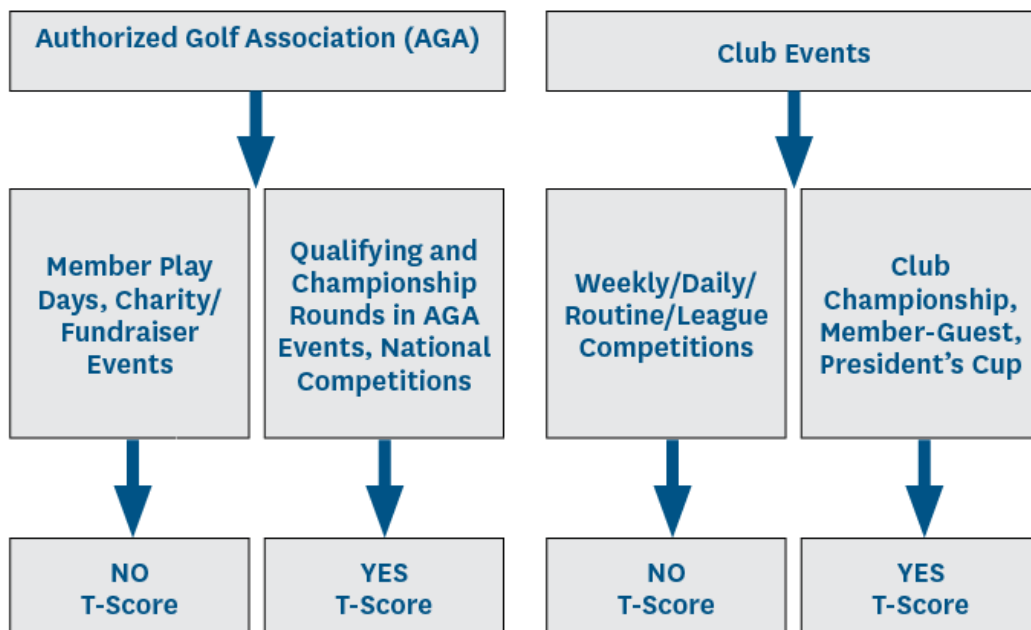 Authorized Golf Association (AGA)
Club Events
Member Play
Days, Charity/
Fundraiser
Events
Qualifying and
Championship
Rounds in AGA
Events, National
Competitions
Weekly/Daily/
Routine/League
Competitions
Club
Championship,
Member-Guest,
President’s Cup
NO
T-Score
YES
T-Score
NO
T-Score
YES
T-Score